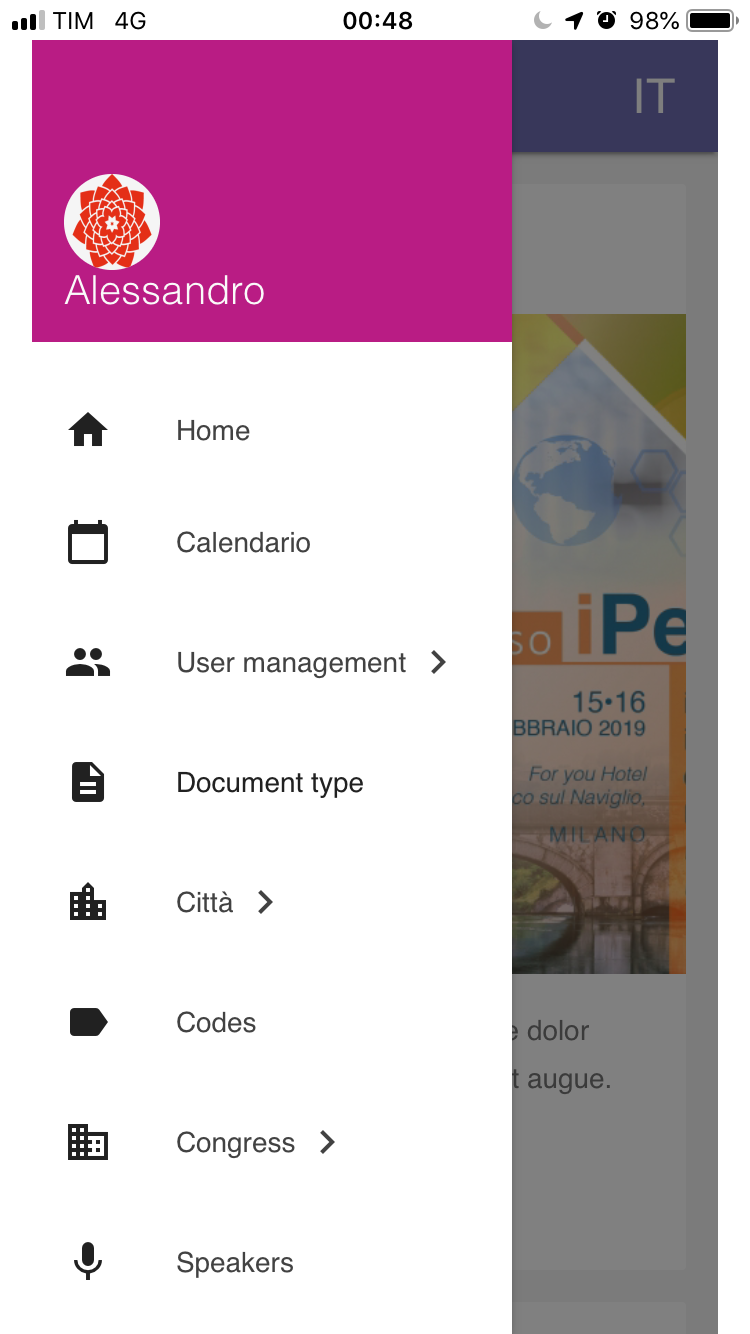 TIM 4G 00:48 98%
IT
Alessandro
Home
Calendario
User management
Document type
Città
Codes
Congress
Speakers
so iPe
15•16
BBRAIO 2019
For you Hotel
co sul Naviglio,
MILANO
e dolor
t augue.